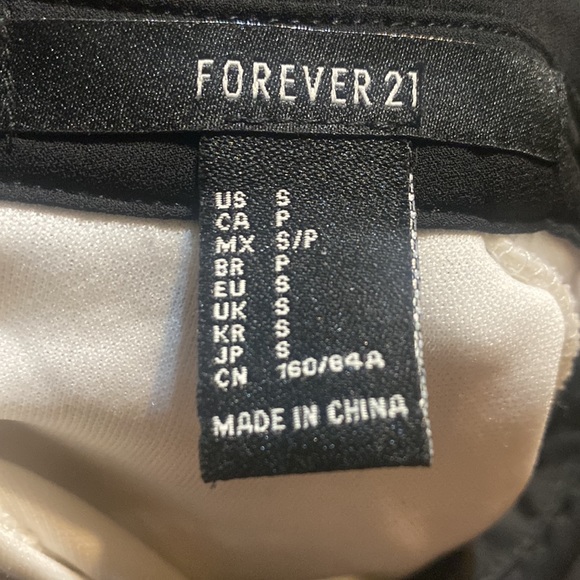 FOREVER 21
US S
CA P
MX S/P
BR P
EU S
UK S
KR S
JP S
CN 160/84A
MADE IN CHINA